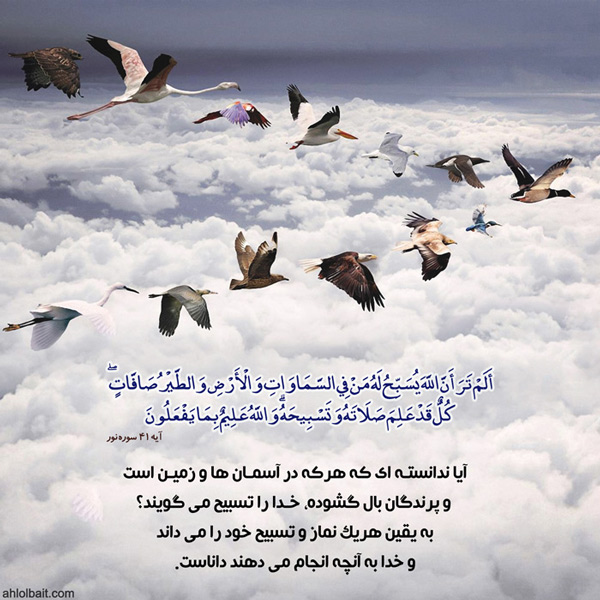 أَلَمْ تَرَ أَنَّ اللَّهَ يُسَبِّحُ لَهُ مَنْ فِي السَّمَاوَاتِ وَالْأَرْضِ وَالطَّيْرُ صَافَّاتٍ ۖ
كُلٌّ قَدْ عَلِمَ صَلَاتَهُ وَتَسْبِيحَهُ ۗ وَاللَّهُ عَلِيمٌ بِمَا يَفْعَلُونَ
آیه ۴۱ سوره نور
آیا ندانسته ای که هرکه در آسمان ها و زمین است
و پرندگان بال گشوده، خدا را تسبیح می گویند؟
به یقین هریک نماز و تسبیح خود را می داند
و خدا به آنچه انجام می دهند داناست.
ahlolbait.com